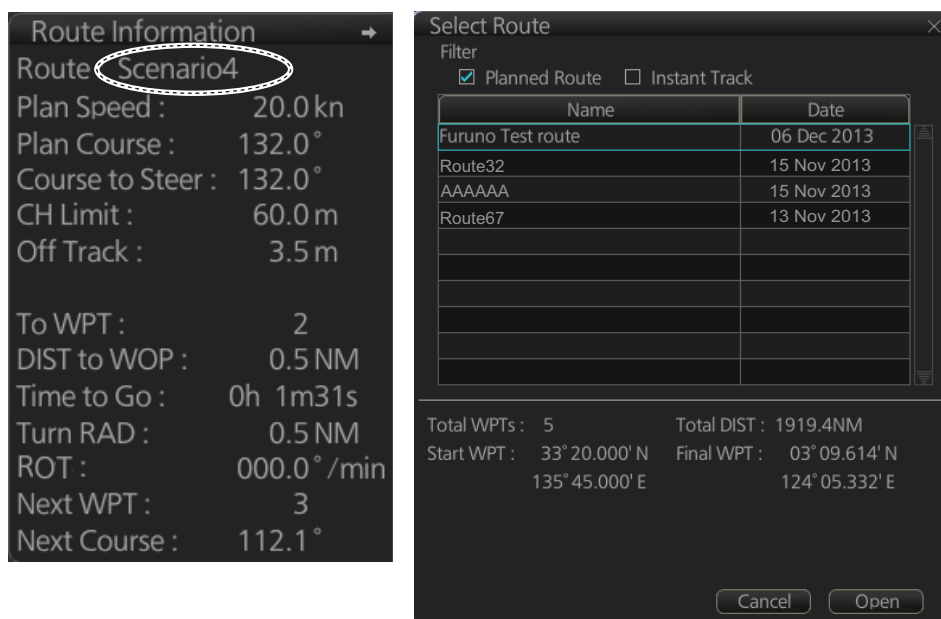 Route Information
Route Scenario4
Plan Speed : 20.0 kn
Plan Course : 132.0°
Course to Steer : 132.0°
CH Limit : 60.0 m
Off Track : 3.5 m
To WPT : 2
DIST to WOP : 0.5 NM
Time to Go : 0h 1m31s
Turn RAD : 0.5 NM
ROT : 000.0°/min
Next WPT : 3
Next Course : 112.1°
Select Route
Filter
Planned Route Instant Track
Name Date
Furuno Test route 06 Dec 2013
Route32 15 Nov 2013
AAAAAA 15 Nov 2013
Route67 13 Nov 2013
Total WPTs : 5 Total DIST : 1919.4NM
Start WPT : 33°20.000' N Final WPT : 03°09.614' N
135°45.000' E 124°05.332' E
Cancel Open